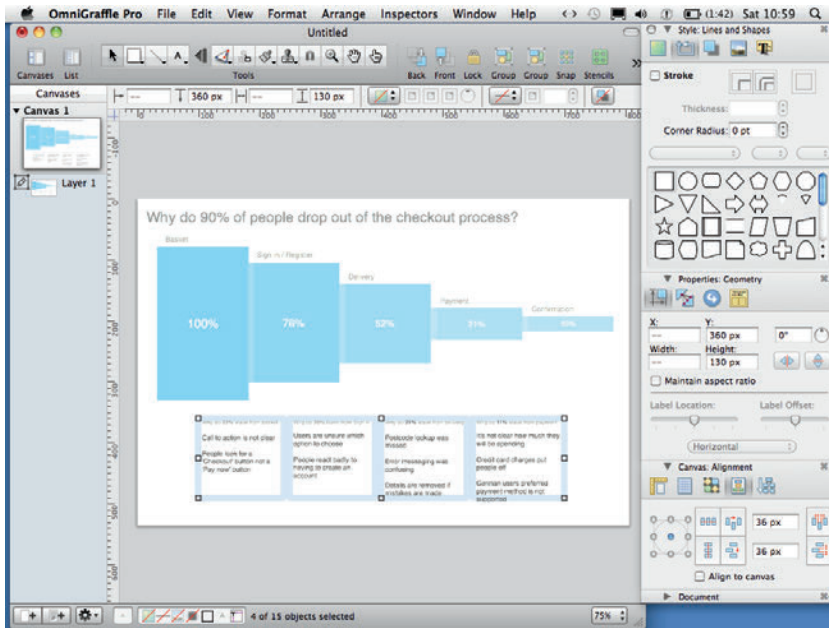 OmniGraffle Pro File Edit View Format Arrange Inspectors Window Help (1:42) Sat 10:59
Untitled
Canvases List Tools Back Front Lock Group Group Snap Stencils
Canvases
360 px 130 px
Canvas 1
Layer 1
Why do 90% of people drop out of the checkout process?
Basket
Sign in / Register
Delivery
Payment
Confirmation
100% 76% 52%
Call to action is not clear
People look for a
'Checkout' button not a
'Pay now' button
Users are unsure which
option to choose
People react badly to
having to create an
account
Postcode lookup was
missed
Error messaging was
confusing
Details are removed if
mistakes are made
It's not clear how much they
will be spending
Credit card charges put
people off
German users preferred
payment method is not
supported
4 of 15 objects selected 75%
Style: Lines and Shapes
Stroke
Thickness:
Corner Radius: 0 pt
Properties: Geometry
X: Y:
-- 360 px 0°
Width: Height:
-- 130 px
Maintain aspect ratio
Label Location: Label Offset:
Horizontal
Canvas: Alignment
36 px
36 px
Align to canvas
Document